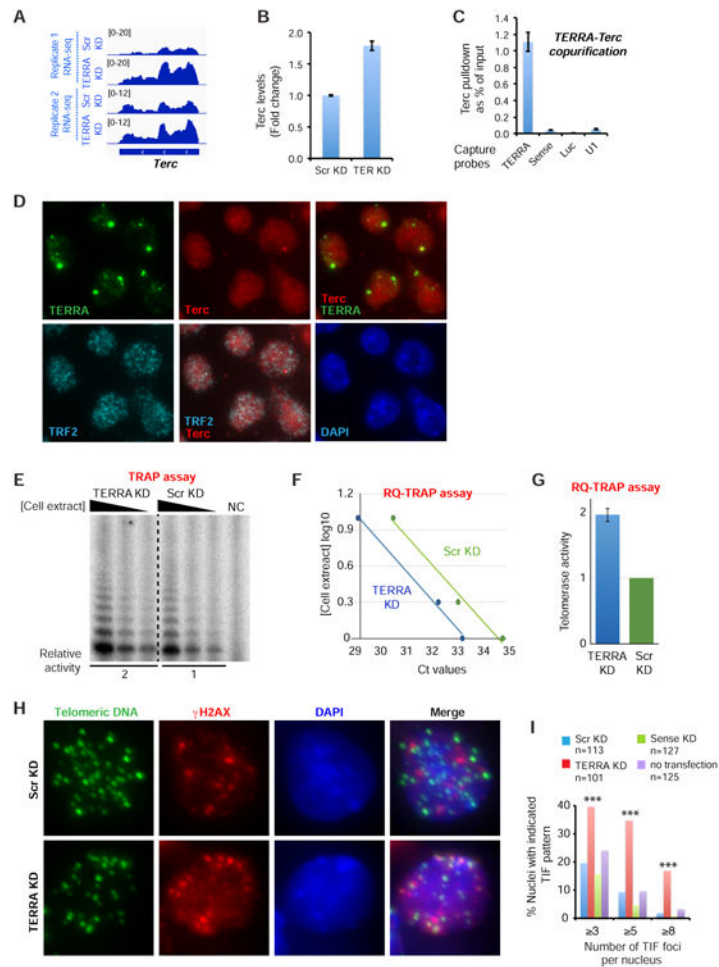 A
Replicate 1
RNA-seq
Scr
KD
[0-20]
TERRA
KD
[0-20]
Replicate 2
RNA-seq
Scr
KD
[0-12]
TERRA
KD
[0-12]
Terc
B
Terc levels
(Fold change)
2.0
1.5
1.0
0.5
0.0
Scr KD TER KD
C
TERRA-Terc
copurification
Terc pulldown
as % of input
1.4
1.2
1.0
0.8
0.6
0.4
0.2
0.0
Capture
probes
TERRA
Sense
Luc
U1
D
TERRA
Terc
Terc
TERRA
TRF2
TRF2
Terc
DAPI
E
TRAP assay
TERRA KD Scr KD
[Cell extract] NC
Relative
activity
2 1
F
RQ-TRAP assay
[Cell extreact] log10
1.2
0.9
0.6
0.3
0
Scr KD
TERRA
KD
29 31 33 35
Ct values
G
RQ-TRAP assay
Telomerase activity
2
1
0
TERRA
KD
Scr
KD
H
Telomeric DNA γH2AX DAPI Merge
Scr KD
TERRA KD
I
Scr KD
n=113
Sense KD
n=127
TERRA KD
n=101
no transfection
n=125
% Nuclei with indicated
TIF pattern
40
30
20
10
0
***
***
***
≥3 ≥5 ≥8
Number of TIF foci
per nucleus